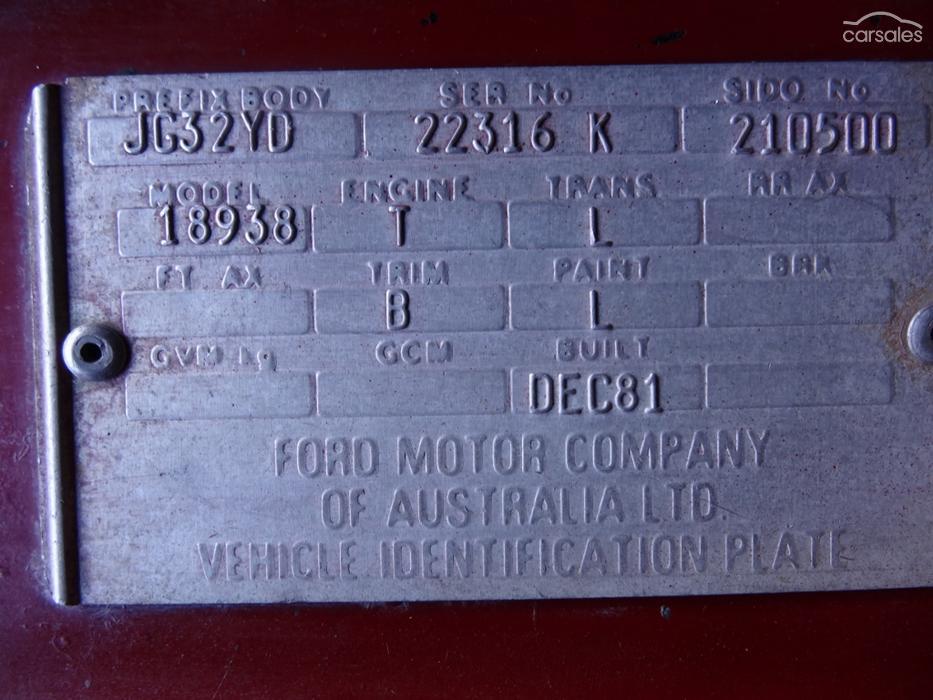 carsales
PREFIX BODY SER No SIDO No
JG32YD 22316 K 210500
MODEL ENGINE TRANS RR AX
18938 T L
FT AX TRIM PAINT BRK
B L
GVM kg GCM BUILT
DEC81
FORD MOTOR COMPANY
OF AUSTRALIA LTD.
VEHICLE IDENTIFICATION PLATE